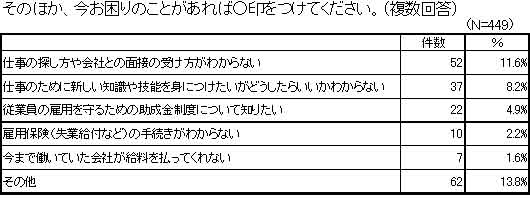 そのほか、今お困りのことがあれば○印をつけてください。（複数回答）
（N=449）
件数 %
仕事の探し方や会社との面接の受け方がわからない 52 11.6%
仕事のために新しい知識や技能を身につけたいがどうしたらいいかわからない 37 8.2%
従業員の雇用を守るための助成金制度について知りたい 22 4.9%
雇用保険（失業給付など）の手続きがわからない 10 2.2%
今まで働いていた会社が給料を払ってくれない 7 1.6%
その他 62 13.8%